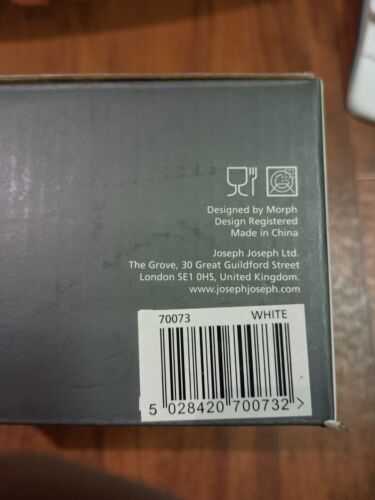 Designed by Morph
Design Registered
Made in China
Joseph Joseph Ltd.
The Grove, 30 Great Guildford Street
London SE1 0HS, United Kingdom.
www.josephjoseph.com
70073 WHITE
5 028420 700732 >